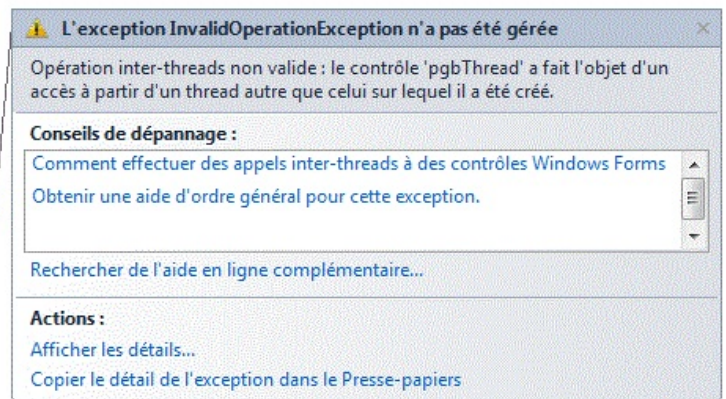 L'exception InvalidOperationException n'a pas été gérée
Opération inter-threads non valide : le contrôle 'pgbThread' a fait l'objet d'un
accès à partir d'un thread autre que celui sur lequel il a été créé.
Conseils de dépannage :
Comment effectuer des appels inter-threads à des contrôles Windows Forms
Obtenir une aide d'ordre général pour cette exception.
Rechercher de l'aide en ligne complémentaire...
Actions :
Afficher les détails...
Copier le détail de l'exception dans le Presse-papiers